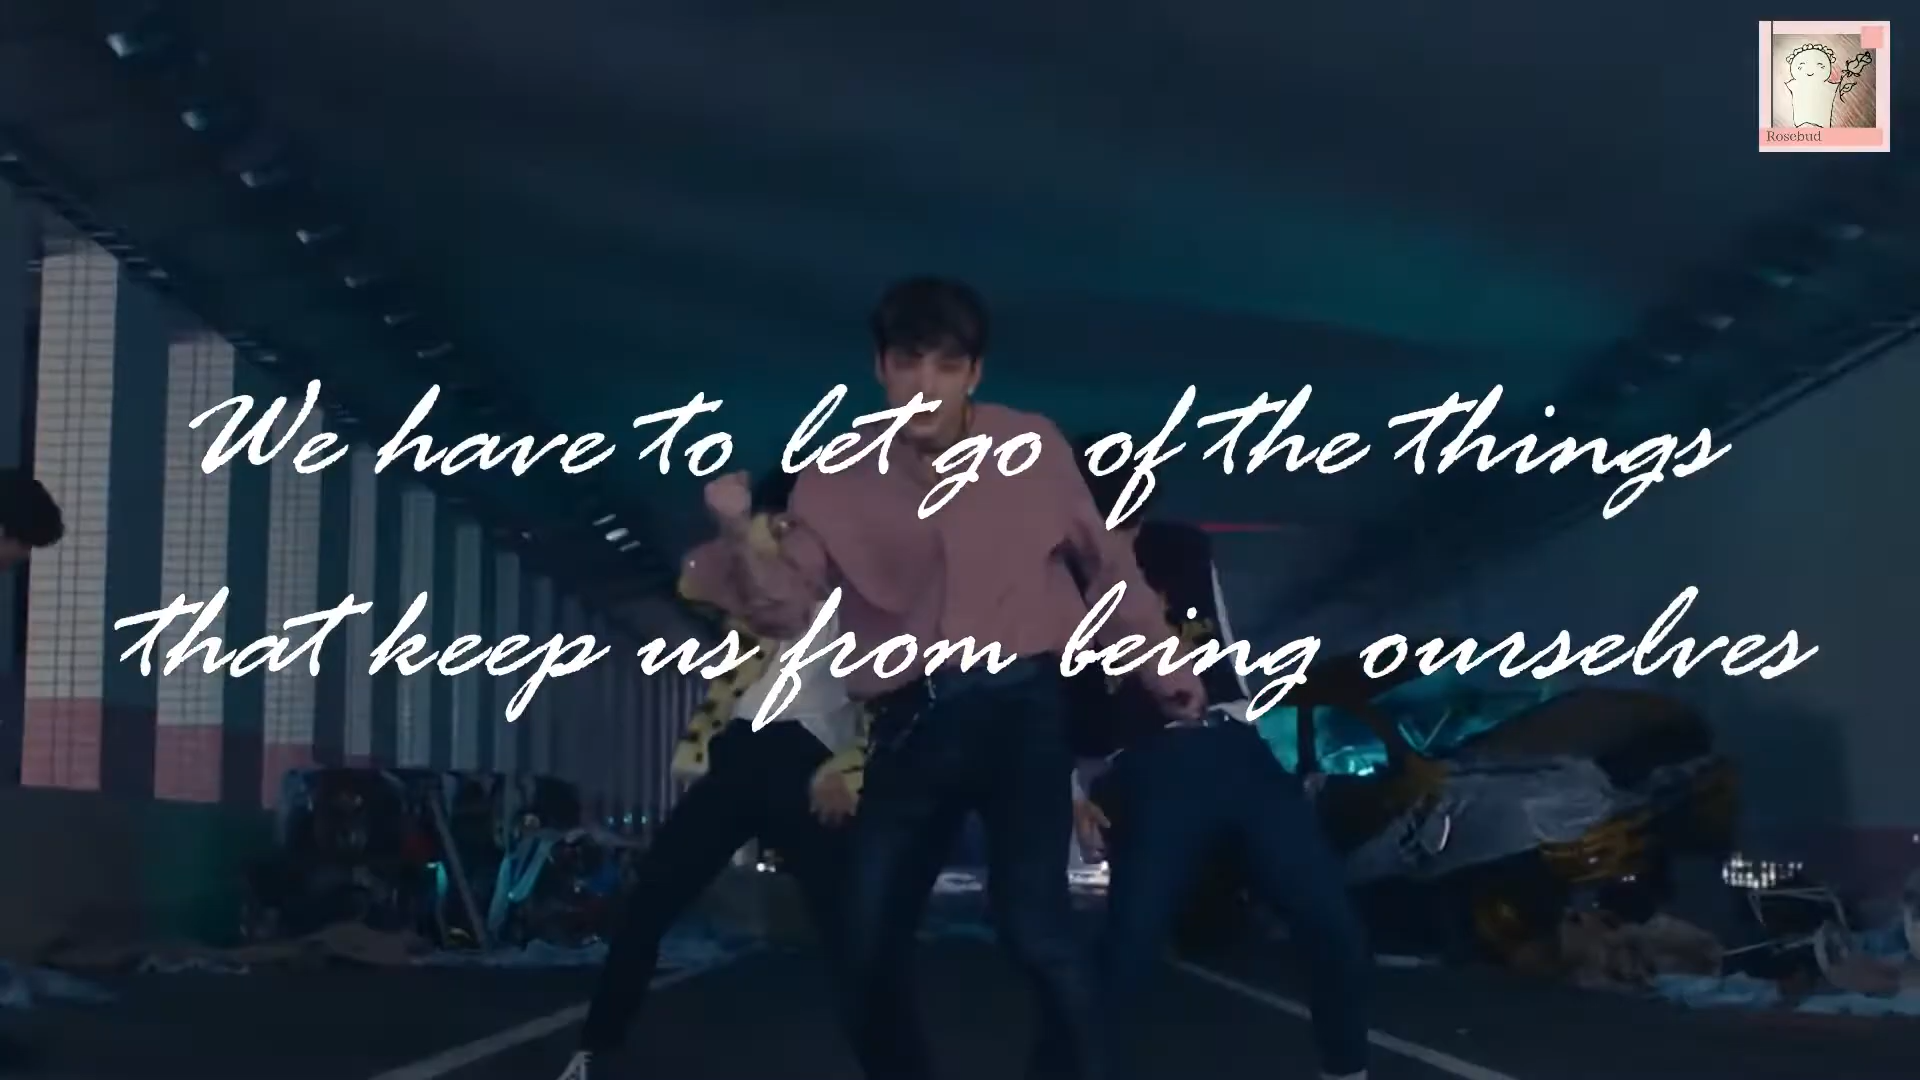 Rosebud
We have to let go of the things
that keep us from being ourselves